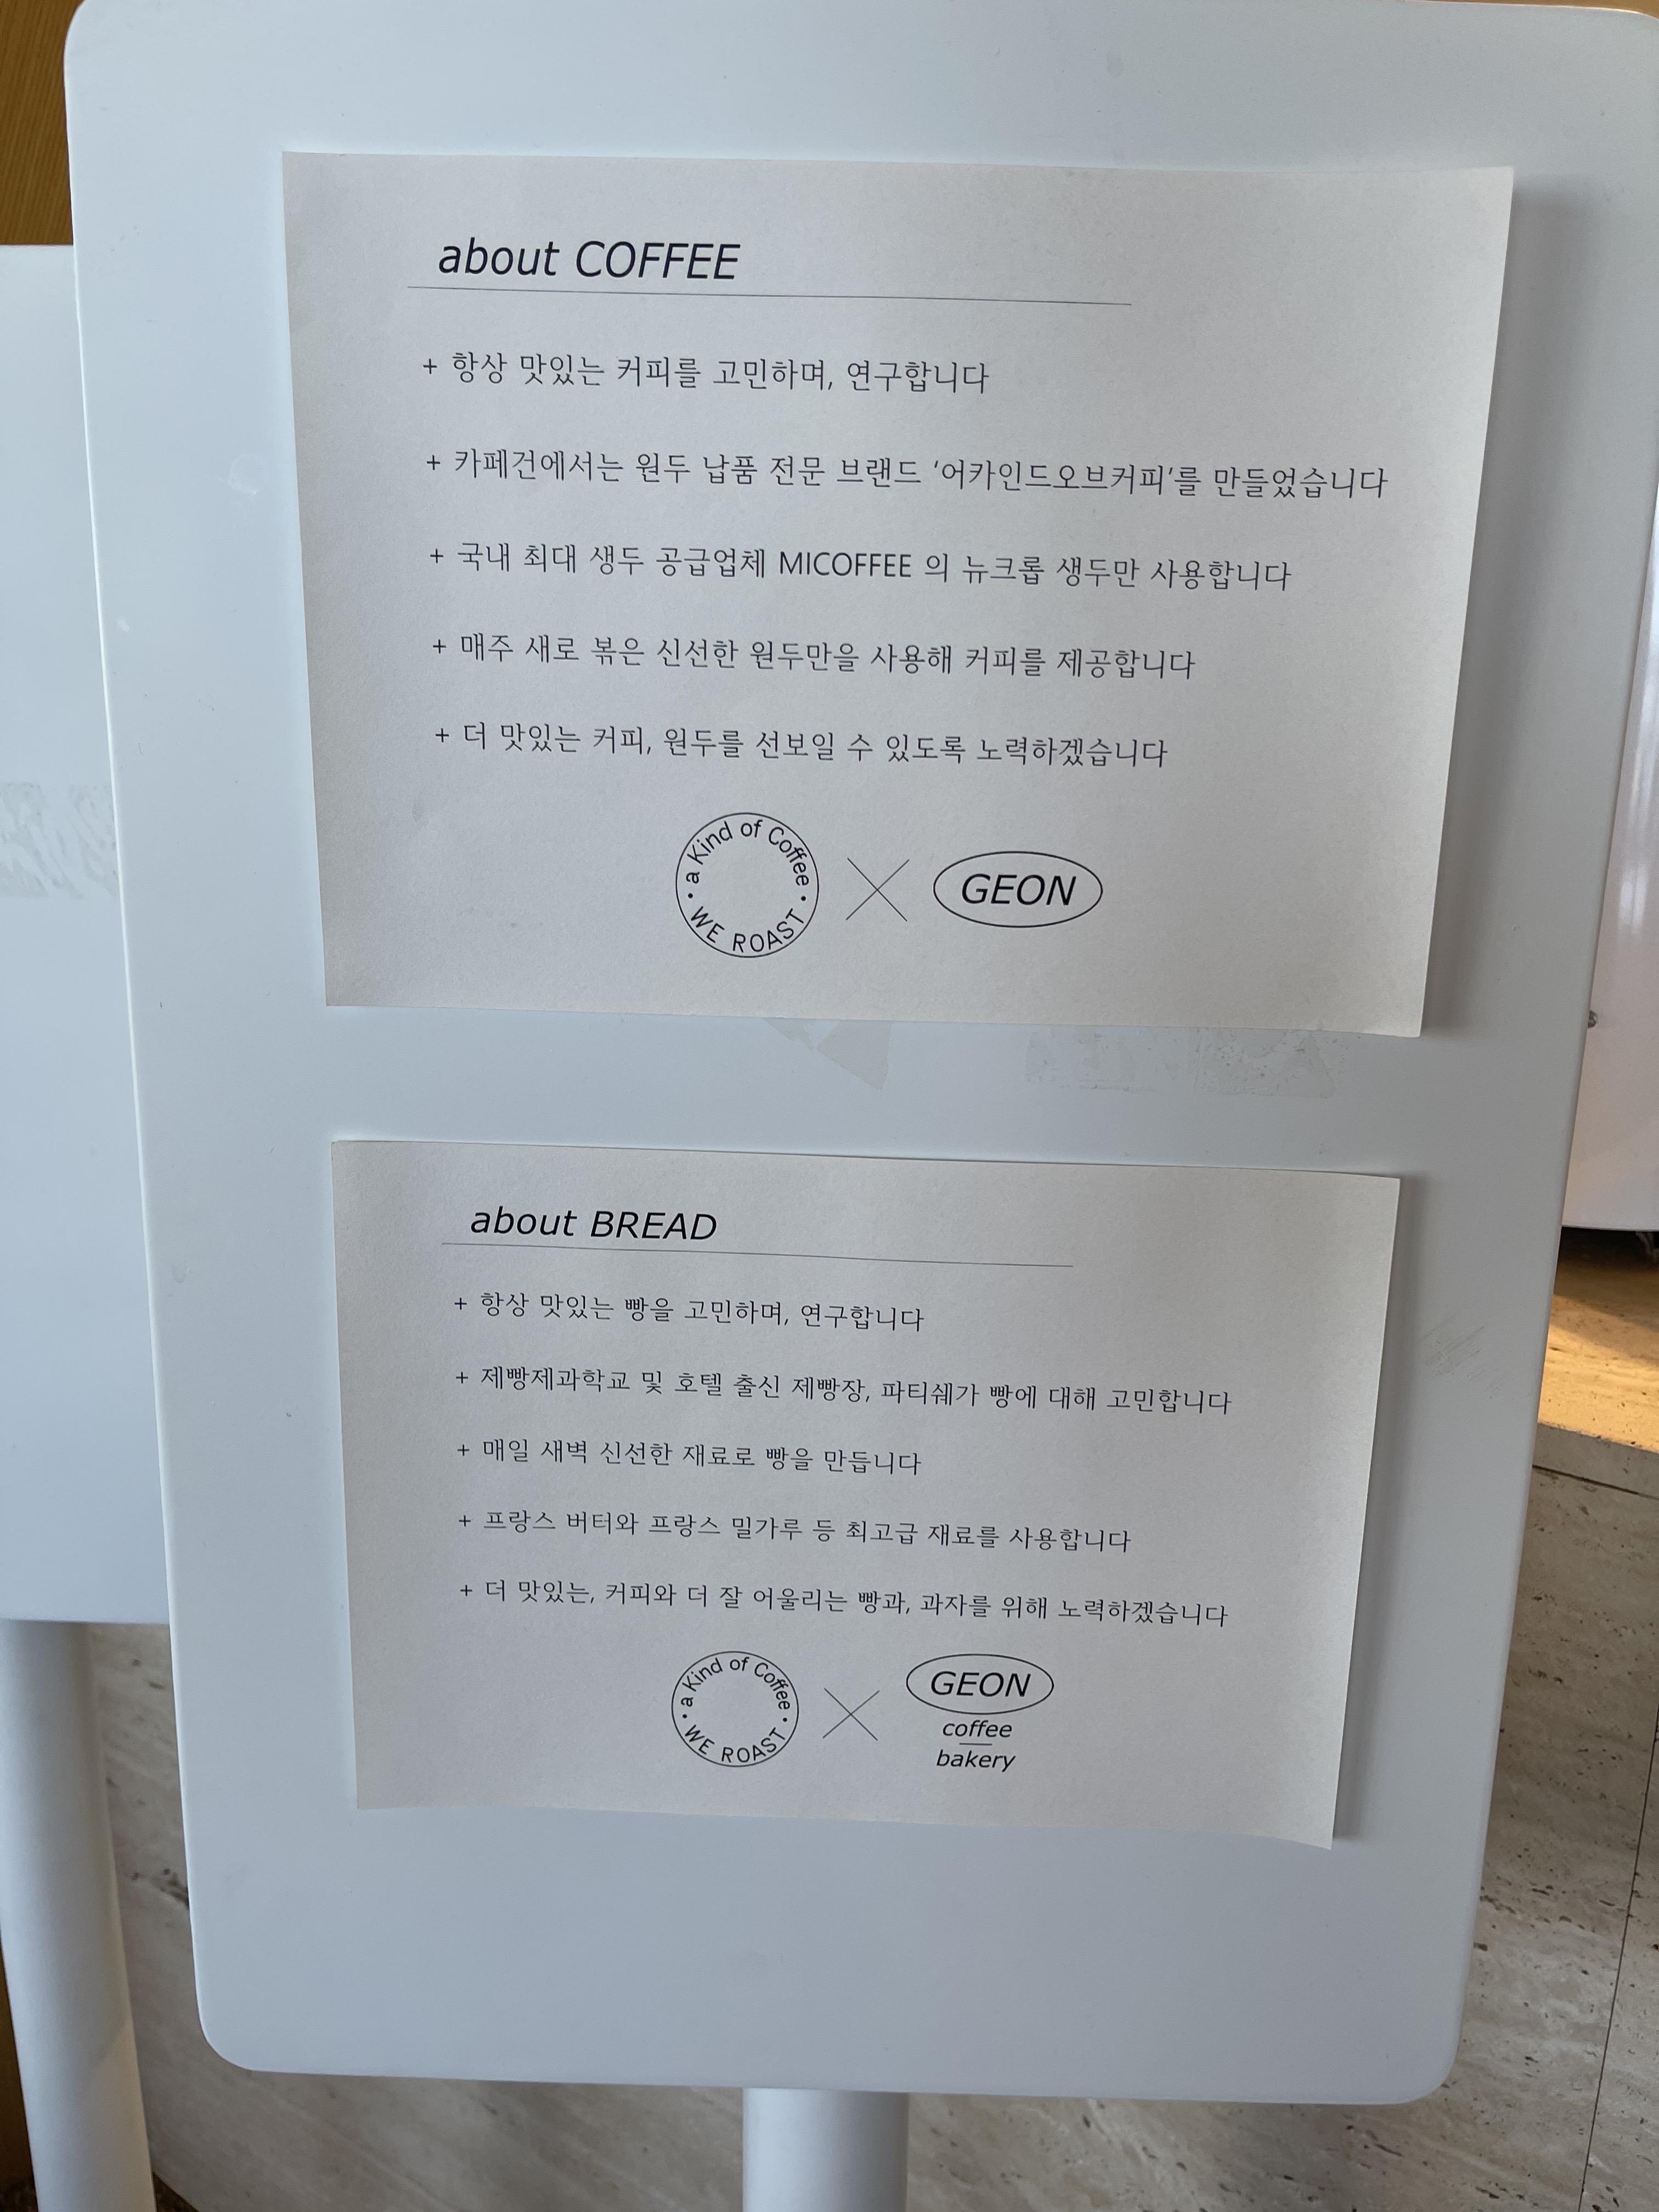 about COFFEE
+ 항상 맛있는 커피를 고민하며, 연구합니다
+ 카페건에서는 원두 납품 전문 브랜드 '어카인드오브커피'를 만들었습니다
+ 국내 최대 생두 공급업체 MICOFFEE 의 뉴크롭 생두만 사용합니다
+ 매주 새로 볶은 신선한 원두만을 사용해 커피를 제공합니다
+ 더 맛있는 커피, 원두를 선보일 수 있도록 노력하겠습니다
a Kind of Coffee
WE ROAST
GEON
about BREAD
+ 항상 맛있는 빵을 고민하며, 연구합니다
+ 제빵제과학교 및 호텔 출신 제빵장, 파티쉐가 빵에 대해 고민합니다
+ 매일 새벽 신선한 재료로 빵을 만듭니다
+ 프랑스 버터와 프랑스 밀가루 등 최고급 재료를 사용합니다
+ 더 맛있는, 커피와 더 잘 어울리는 빵과, 과자를 위해 노력하겠습니다
a Kind of Coffee
WE ROAST
GEON
coffee
bakery